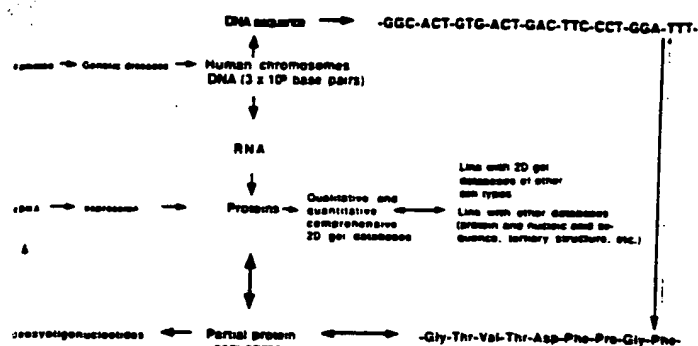 DNA sequence
-GGC-ACT-GTG-ACT-GAC-TTC-CCT-GGA-TTT-
Genetic diseases
Human chromosomes
DNA (3 x 10⁹ base pairs)
RNA
Link with 2D gel
databases of other
cell types
cDNA
expression
Proteins
Qualitative and
quantitative
comprehensive
2D gel databases
Link with other databases
(protein and nucleic acid se-
quence, tertiary structure, etc.)
deoxyoligonucleotides
Partial protein
-Gly-Thr-Val-Thr-Asp-Phe-Pro-Gly-Phe-